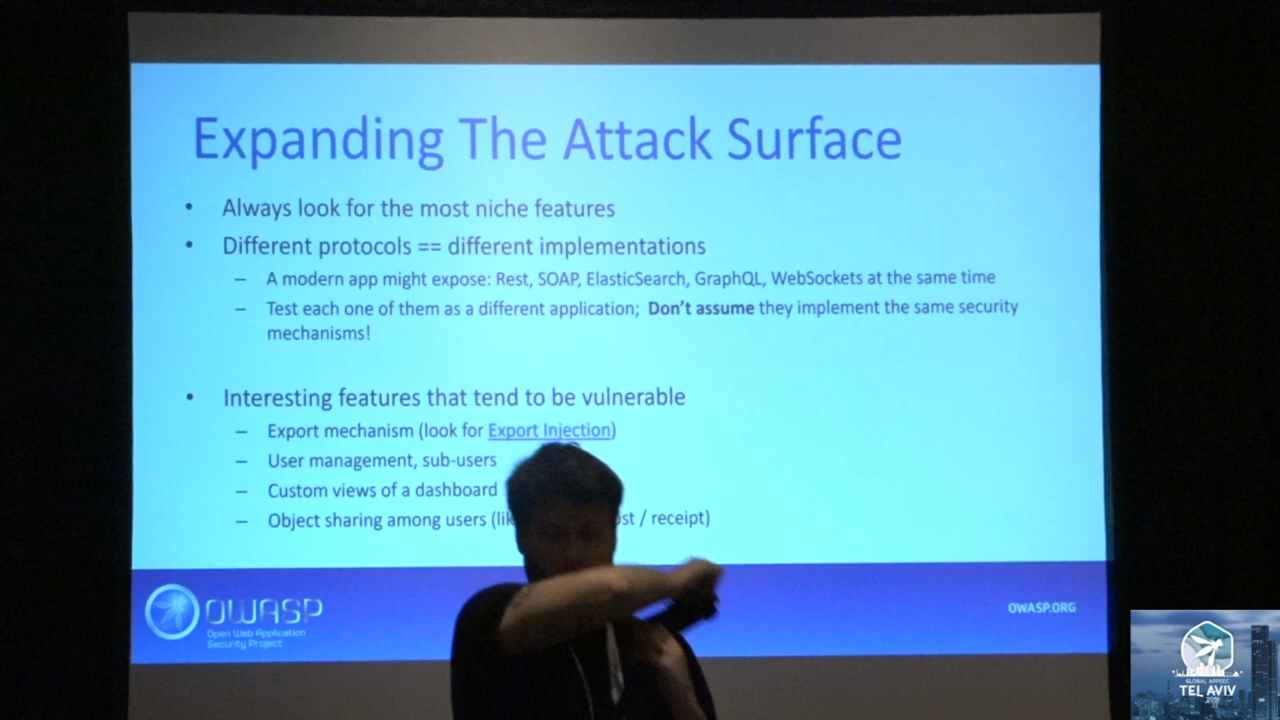 Expanding The Attack Surface
• Always look for the most niche features
• Different protocols == different implementations
– A modern app might expose: Rest, SOAP, ElasticSearch, GraphQL, WebSockets at the same time
– Test each one of them as a different application; Don't assume they implement the same security
mechanisms!
• Interesting features that tend to be vulnerable
– Export mechanism (look for Export Injection)
– User management, sub-users
– Custom views of a dashboard
– Object sharing among users ( / receipt)
OWASP
Open Web Application
Security Project
OWASP.ORG
GLOBAL APPSEC
TEL AVIV